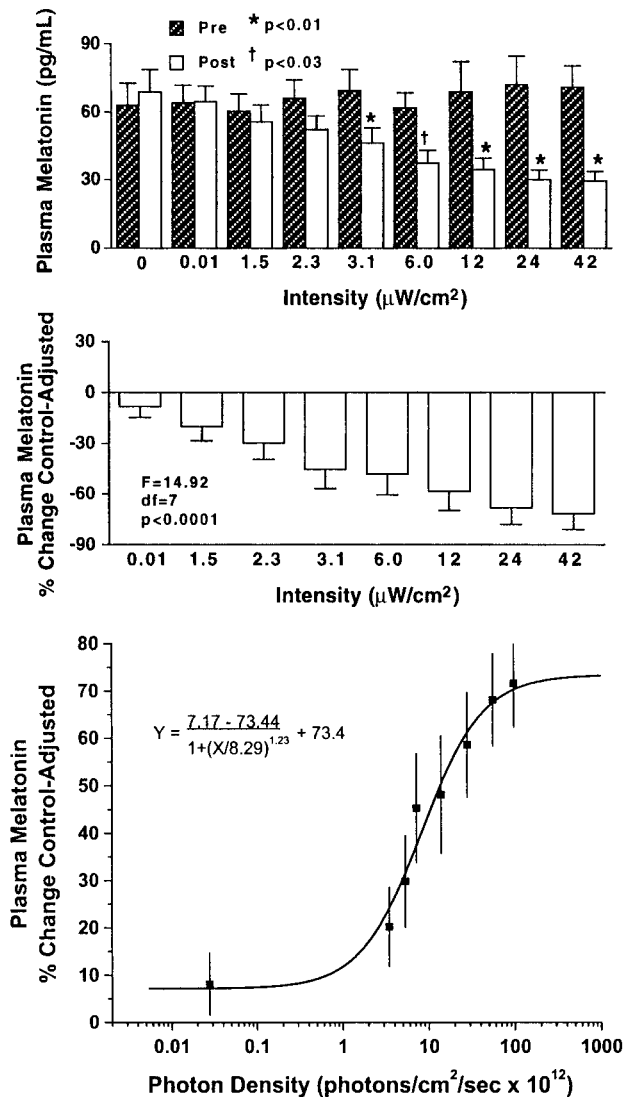 Pre * p<0.01
Post † p<0.03
Plasma Melatonin (pg/mL)
90
60
30
0
* † * * *
0 0.01 1.5 2.3 3.1 6.0 12 24 42
Intensity (μW/cm²)
Plasma Melatonin
% Change Control-Adjusted
30
0
-30
-60
-90
F=14.92
df=7
p<0.0001
0.01 1.5 2.3 3.1 6.0 12 24 42
Intensity (μW/cm²)
Plasma Melatonin
% Change Control-Adjusted
80
70
60
50
40
30
20
10
0
Y = 7.17 - 73.44 + 73.4
1+(X/8.29)^1.23
0.01 0.1 1 10 100 1000
Photon Density (photons/cm²/sec x 10¹²)